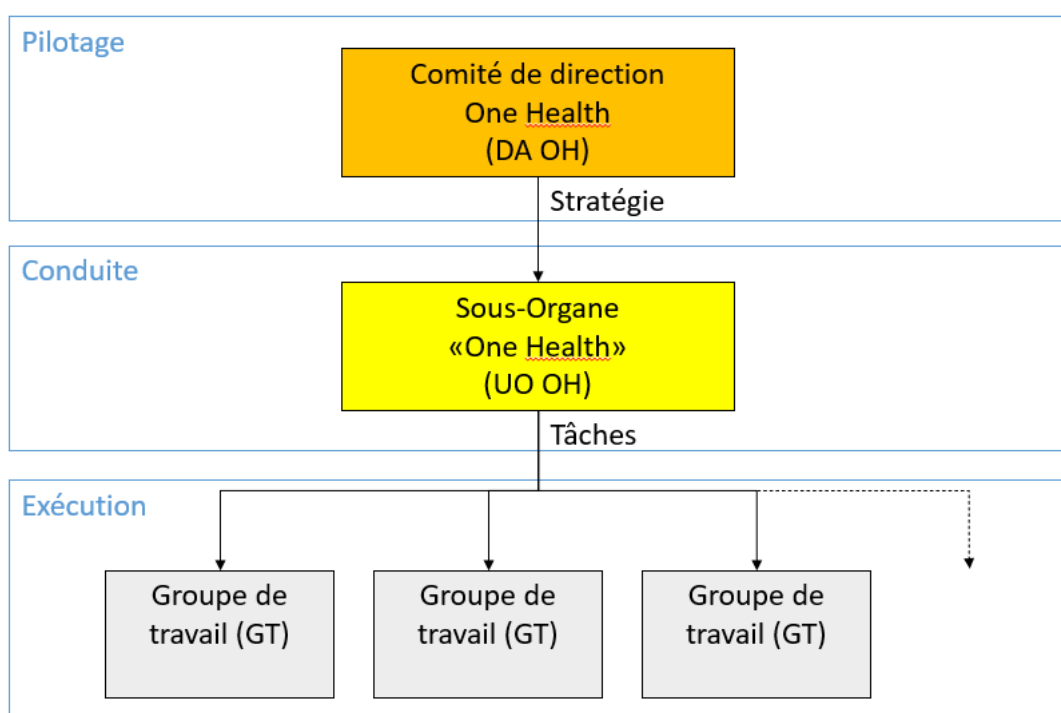 Pilotage
Comité de direction
One Health
(DA OH)
Stratégie
Conduite
Sous-Organe
«One Health»
(UO OH)
Tâches
Exécution
Groupe de
travail (GT)
Groupe de
travail (GT)
Groupe de
travail (GT)